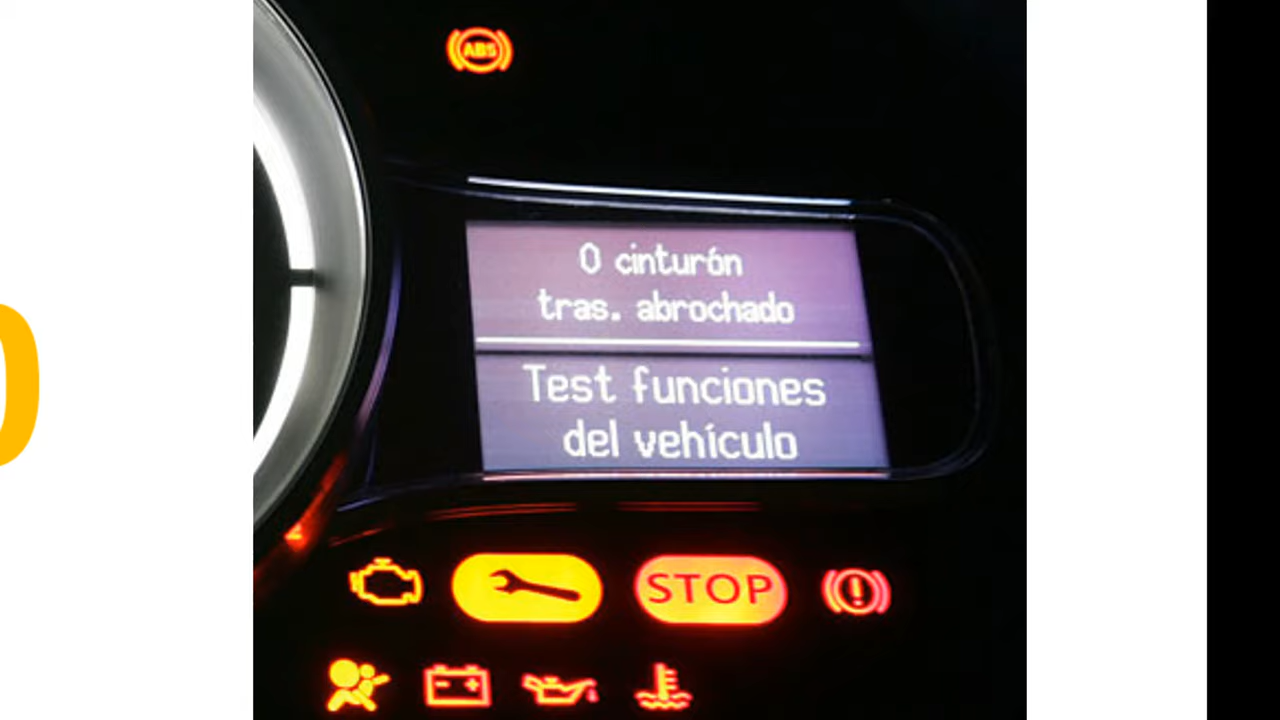 ABS
0 cinturón
tras. abrochado
Test funciones
del vehículo
STOP